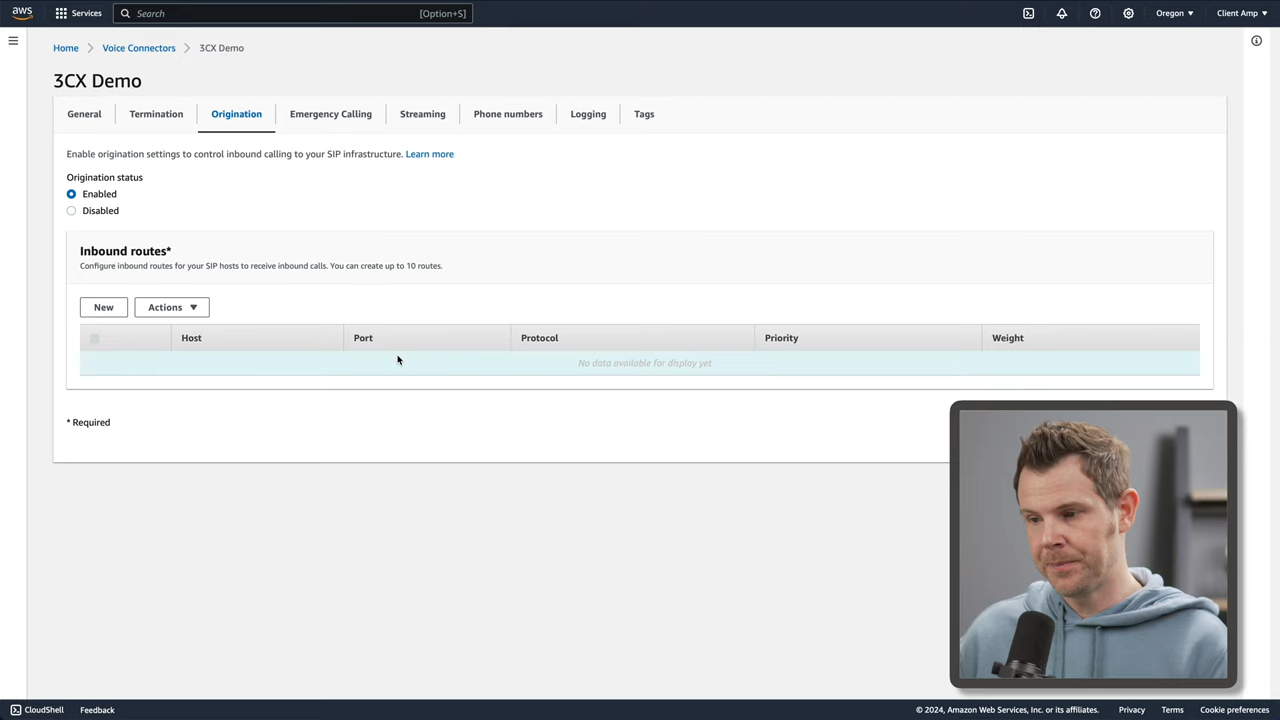 aws
Services
Search
[Option+S]
Oregon
Client Amp
Home
Voice Connectors
3CX Demo
3CX Demo
General
Termination
Origination
Emergency Calling
Streaming
Phone numbers
Logging
Tags
Enable origination settings to control inbound calling to your SIP infrastructure. Learn more
Origination status
Enabled
Disabled
Inbound routes*
Configure inbound routes for your SIP hosts to receive inbound calls. You can create up to 10 routes.
New
Actions
Host
Port
Protocol
Priority
Weight
No data available for display yet
* Required
CloudShell
Feedback
© 2024, Amazon Web Services, Inc. or its affiliates.
Privacy
Terms
Cookie preferences